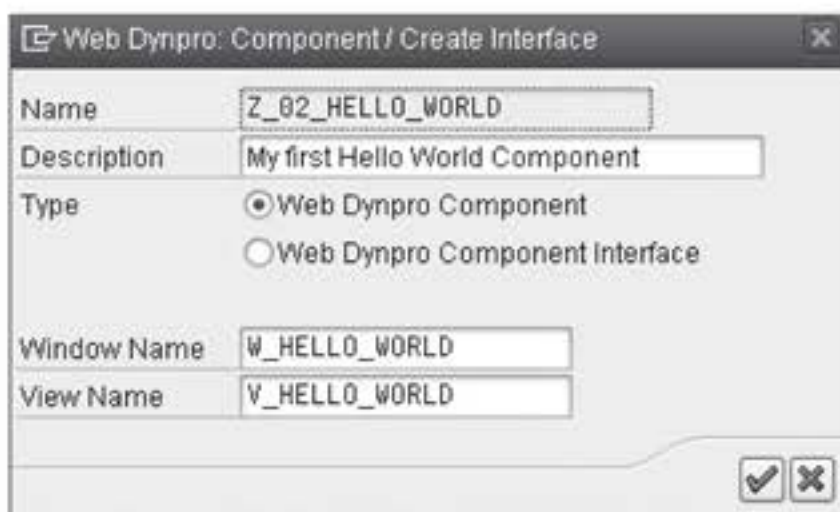 Web Dynpro: Component / Create Interface
Name Z_02_HELLO_WORLD
Description My first Hello World Component
Type Web Dynpro Component
Web Dynpro Component Interface
Window Name W_HELLO_WORLD
View Name V_HELLO_WORLD